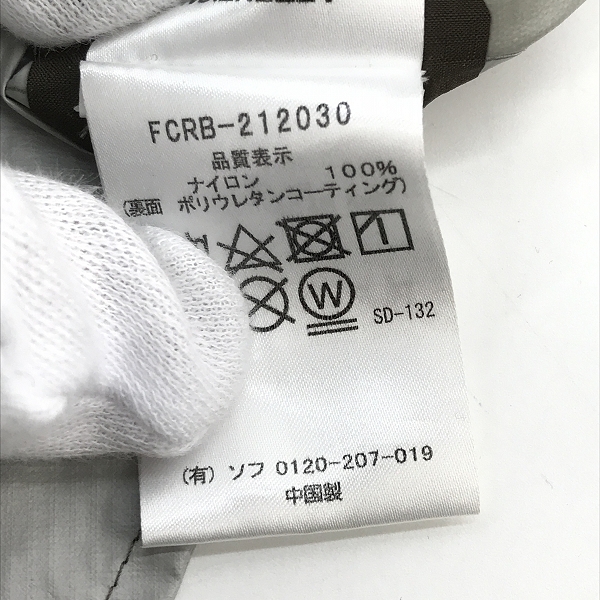 FCRB-212030
品質表示
ナイロン 100%
(裏面 ポリウレタンコーティング)
W SD-132
(有) ソフ 0120-207-019
中国製